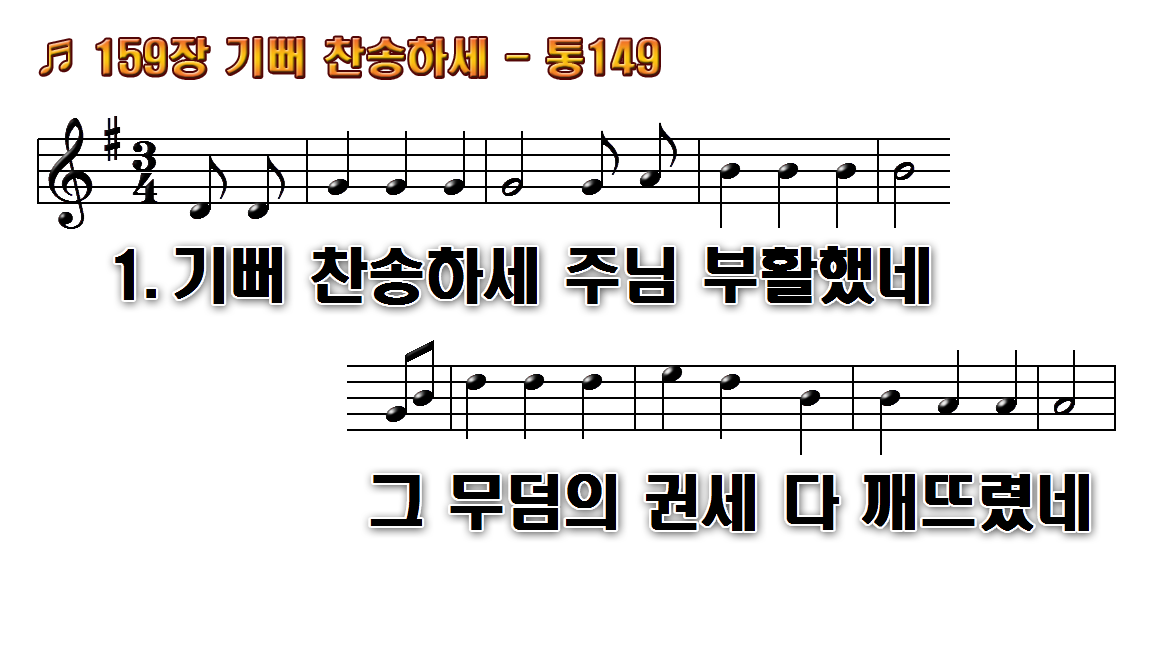 ♬ 159장 기뻐 찬송하세 - 통149
3
4
1. 기뻐 찬송하세 주님 부활했네
그 무덤의 권세 다 깨뜨렸네